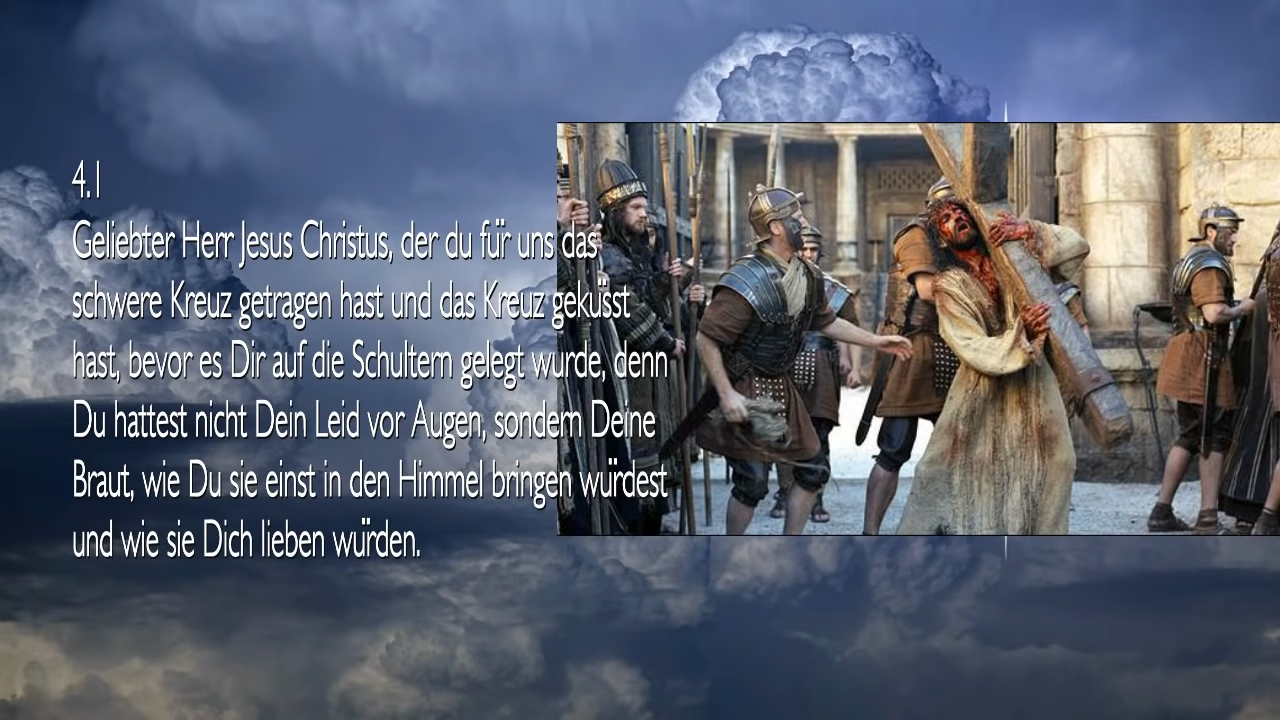 4.1
Geliebter Herr Jesus Christus, der du für uns das
schwere Kreuz getragen hast und das Kreuz geküsst
hast, bevor es Dir auf die Schultern gelegt wurde, denn
Du hattest nicht Dein Leid vor Augen, sondern Deine
Braut, wie Du sie einst in den Himmel bringen würdest
und wie sie Dich lieben würden.